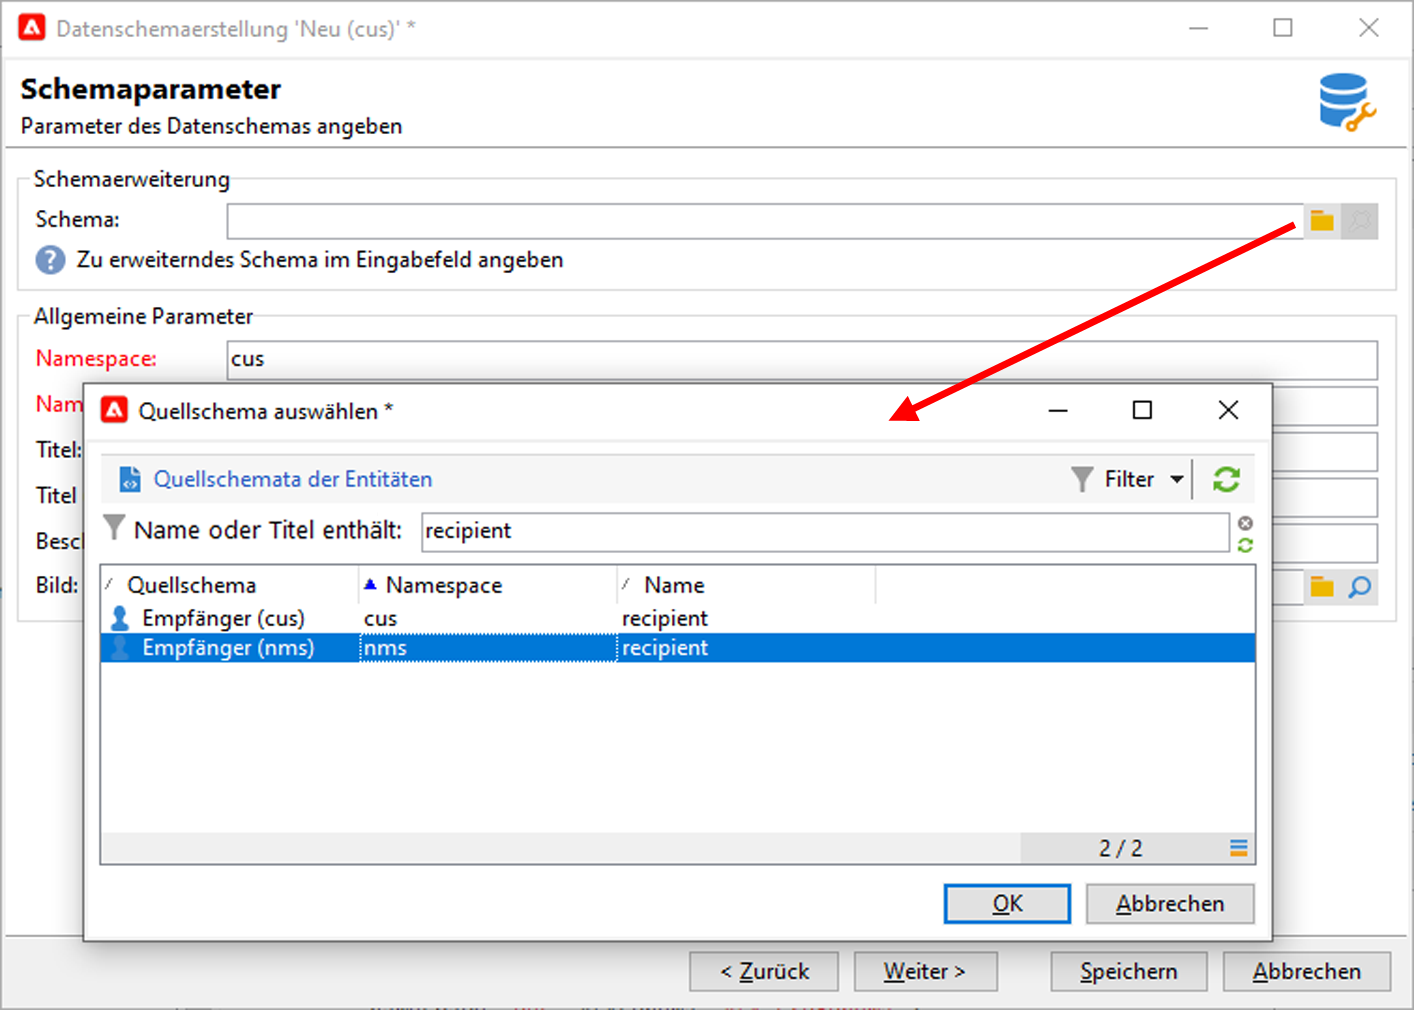 Datenschemaerstellung 'Neu (cus)' *
Schemaparameter
Parameter des Datenschemas angeben
Schemaerweiterung
Schema:
? Zu erweiterndes Schema im Eingabefeld angeben
Allgemeine Parameter
Namespace: cus
Nam
Titel:
Titel
Besc
Bild:
Quellschema auswählen *
Quellschemata der Entitäten Filter
Name oder Titel enthält: recipient
Quellschema Namespace Name
Empfänger (cus) cus recipient
Empfänger (nms) nms recipient
2 / 2
OK Abbrechen
< Zurück Weiter > Speichern Abbrechen